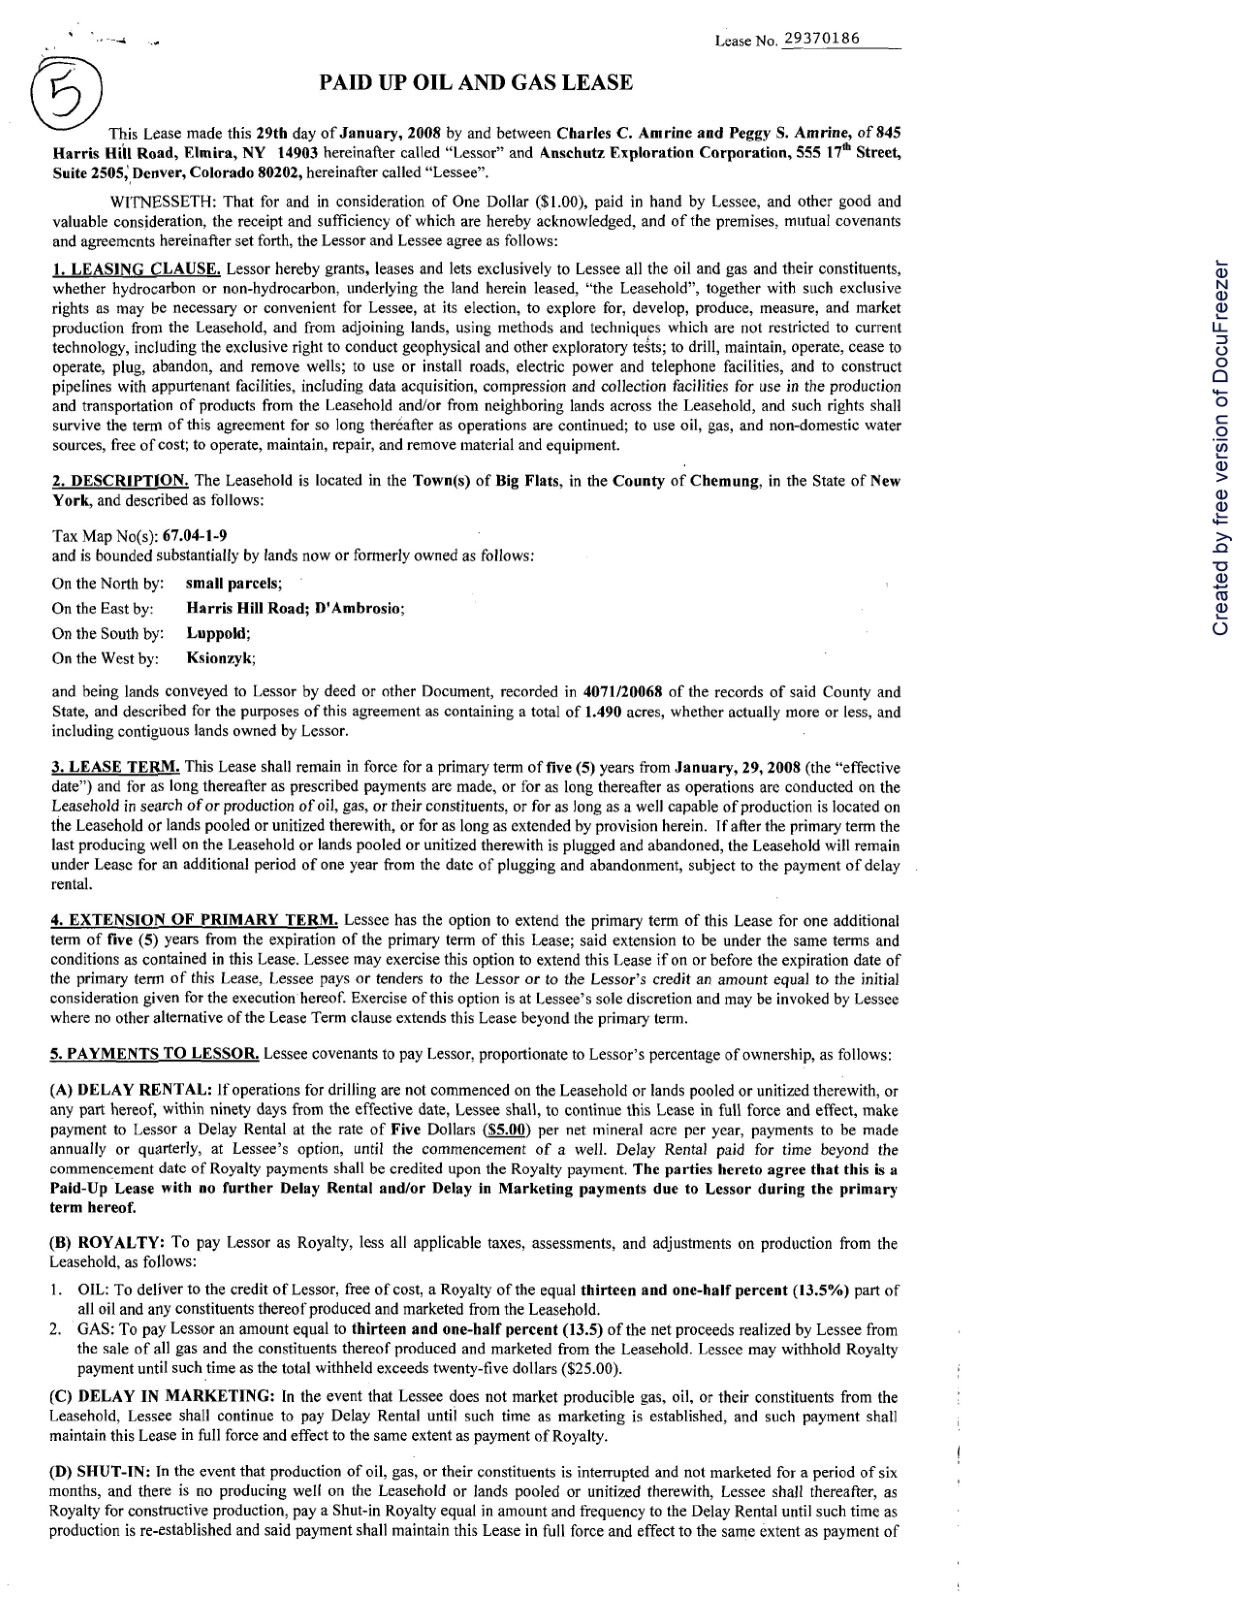 Lease No. 29370186
5
PAID UP OIL AND GAS LEASE
This Lease made this 29th day of January, 2008 by and between Charles C. Amrine and Peggy S. Amrine, of 845
Harris Hill Road, Elmira, NY 14903 hereinafter called “Lessor” and Anschutz Exploration Corporation, 555 17th Street,
Suite 2505, Denver, Colorado 80202, hereinafter called “Lessee”.
WITNESSETH: That for and in consideration of One Dollar ($1.00), paid in hand by Lessee, and other good and
valuable consideration, the receipt and sufficiency of which are hereby acknowledged, and of the premises, mutual covenants
and agreements hereinafter set forth, the Lessor and Lessee agree as follows:
1. LEASING CLAUSE. Lessor hereby grants, leases and lets exclusively to Lessee all the oil and gas and their constituents,
whether hydrocarbon or non-hydrocarbon, underlying the land herein leased, “the Leasehold”, together with such exclusive
rights as may be necessary or convenient for Lessee, at its election, to explore for, develop, produce, measure, and market
production from the Leasehold, and from adjoining lands, using methods and techniques which are not restricted to current
technology, including the exclusive right to conduct geophysical and other exploratory tests; to drill, maintain, operate, cease to
operate, plug, abandon, and remove wells; to use or install roads, electric power and telephone facilities, and to construct
pipelines with appurtenant facilities, including data acquisition, compression and collection facilities for use in the production
and transportation of products from the Leasehold and/or from neighboring lands across the Leasehold, and such rights shall
survive the term of this agreement for so long thereafter as operations are continued; to use oil, gas, and non-domestic water
sources, free of cost; to operate, maintain, repair, and remove material and equipment.
2. DESCRIPTION. The Leasehold is located in the Town(s) of Big Flats, in the County of Chemung, in the State of New
York, and described as follows:
Tax Map No(s): 67.04-1-9
and is bounded substantially by lands now or formerly owned as follows:
On the North by: small parcels;
On the East by: Harris Hill Road; D'Ambrosio;
On the South by: Luppold;
On the West by: Ksionzyk;
and being lands conveyed to Lessor by deed or other Document, recorded in 4071/20068 of the records of said County and
State, and described for the purposes of this agreement as containing a total of 1.490 acres, whether actually more or less, and
including contiguous lands owned by Lessor.
3. LEASE TERM. This Lease shall remain in force for a primary term of five (5) years from January, 29, 2008 (the “effective
date”) and for as long thereafter as prescribed payments are made, or for as long thereafter as operations are conducted on the
Leasehold in search of or production of oil, gas, or their constituents, or for as long as a well capable of production is located on
the Leasehold or lands pooled or unitized therewith, or for as long as extended by provision herein. If after the primary term the
last producing well on the Leasehold or lands pooled or unitized therewith is plugged and abandoned, the Leasehold will remain
under Lease for an additional period of one year from the date of plugging and abandonment, subject to the payment of delay
rental.
4. EXTENSION OF PRIMARY TERM. Lessee has the option to extend the primary term of this Lease for one additional
term of five (5) years from the expiration of the primary term of this Lease; said extension to be under the same terms and
conditions as contained in this Lease. Lessee may exercise this option to extend this Lease if on or before the expiration date of
the primary term of this Lease, Lessee pays or tenders to the Lessor or to the Lessor's credit an amount equal to the initial
consideration given for the execution hereof. Exercise of this option is at Lessee's sole discretion and may be invoked by Lessee
where no other alternative of the Lease Term clause extends this Lease beyond the primary term.
5. PAYMENTS TO LESSOR. Lessee covenants to pay Lessor, proportionate to Lessor's percentage of ownership, as follows:
(A) DELAY RENTAL: If operations for drilling are not commenced on the Leasehold or lands pooled or unitized therewith, or
any part hereof, within ninety days from the effective date, Lessee shall, to continue this Lease in full force and effect, make
payment to Lessor a Delay Rental at the rate of Five Dollars ($5.00) per net mineral acre per year, payments to be made
annually or quarterly, at Lessee's option, until the commencement of a well. Delay Rental paid for time beyond the
commencement date of Royalty payments shall be credited upon the Royalty payment. The parties hereto agree that this is a
Paid-Up Lease with no further Delay Rental and/or Delay in Marketing payments due to Lessor during the primary
term hereof.
(B) ROYALTY: To pay Lessor as Royalty, less all applicable taxes, assessments, and adjustments on production from the
Leasehold, as follows:
1. OIL: To deliver to the credit of Lessor, free of cost, a Royalty of the equal thirteen and one-half percent (13.5%) part of
all oil and any constituents thereof produced and marketed from the Leasehold.
2. GAS: To pay Lessor an amount equal to thirteen and one-half percent (13.5) of the net proceeds realized by Lessee from
the sale of all gas and the constituents thereof produced and marketed from the Leasehold. Lessee may withhold Royalty
payment until such time as the total withheld exceeds twenty-five dollars ($25.00).
(C) DELAY IN MARKETING: In the event that Lessee does not market producible gas, oil, or their constituents from the
Leasehold, Lessee shall continue to pay Delay Rental until such time as marketing is established, and such payment shall
maintain this Lease in full force and effect to the same extent as payment of Royalty.
(D) SHUT-IN: In the event that production of oil, gas, or their constituents is interrupted and not marketed for a period of six
months, and there is no producing well on the Leasehold or lands pooled or unitized therewith, Lessee shall thereafter, as
Royalty for constructive production, pay a Shut-in Royalty equal in amount and frequency to the Delay Rental until such time as
production is re-established and said payment shall maintain this Lease in full force and effect to the same extent as payment of
Created by free version of DocuFreezer